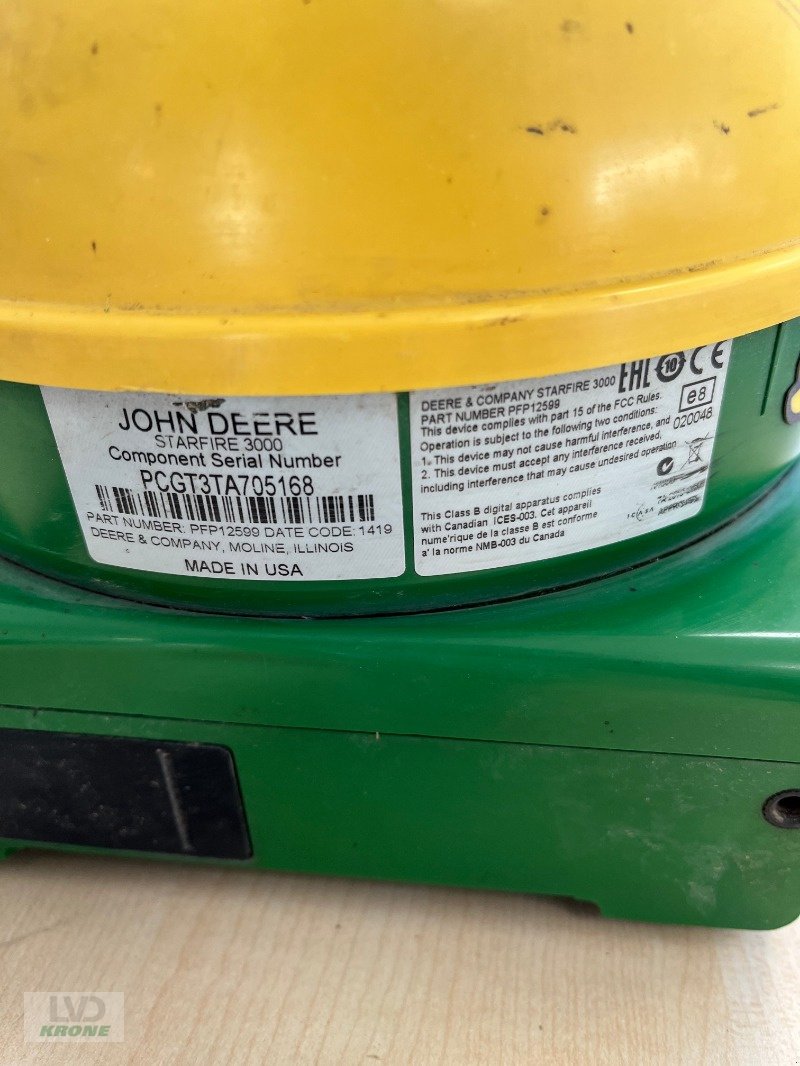 JOHN DEERE
STARFIRE 3000
Component Serial Number
PCGT3TA705168
PART NUMBER: PFP12599 DATE CODE: 1419
DEERE & COMPANY, MOLINE, ILLINOIS
MADE IN USA
DEERE & COMPANY STARFIRE 3000
PART NUMBER PFP12599
This device complies with part 15 of the FCC Rules.
Operation is subject to the following two conditions:
1. This device may not cause harmful interference, and
2. This device must accept any interference received,
including interference that may cause undesired operation
This Class B digital apparatus complies
with Canadian ICES-003. Cet appareil
nume'rique de la classe B est conforme
a' la norme NMB-003 du Canada
EAC 10 CE
e8
020048
I C A S A
LVD
KRONE